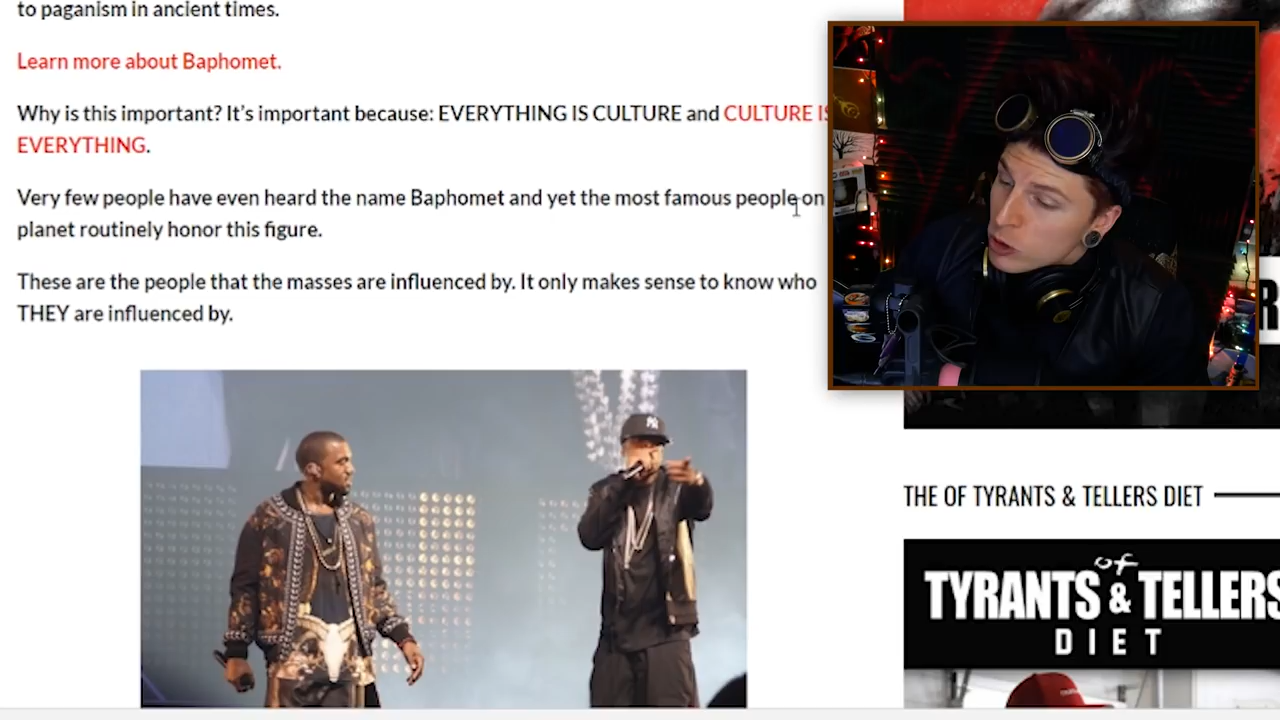 to paganism in ancient times.
Learn more about Baphomet.
Why is this important? It's important because: EVERYTHING IS CULTURE and CULTURE IS
EVERYTHING.
Very few people have even heard the name Baphomet and yet the most famous people on
planet routinely honor this figure.
These are the people that the masses are influenced by. It only makes sense to know who
THEY are influenced by.
THE OF TYRANTS & TELLERS DIET
of
TYRANTS & TELLERS
DIET